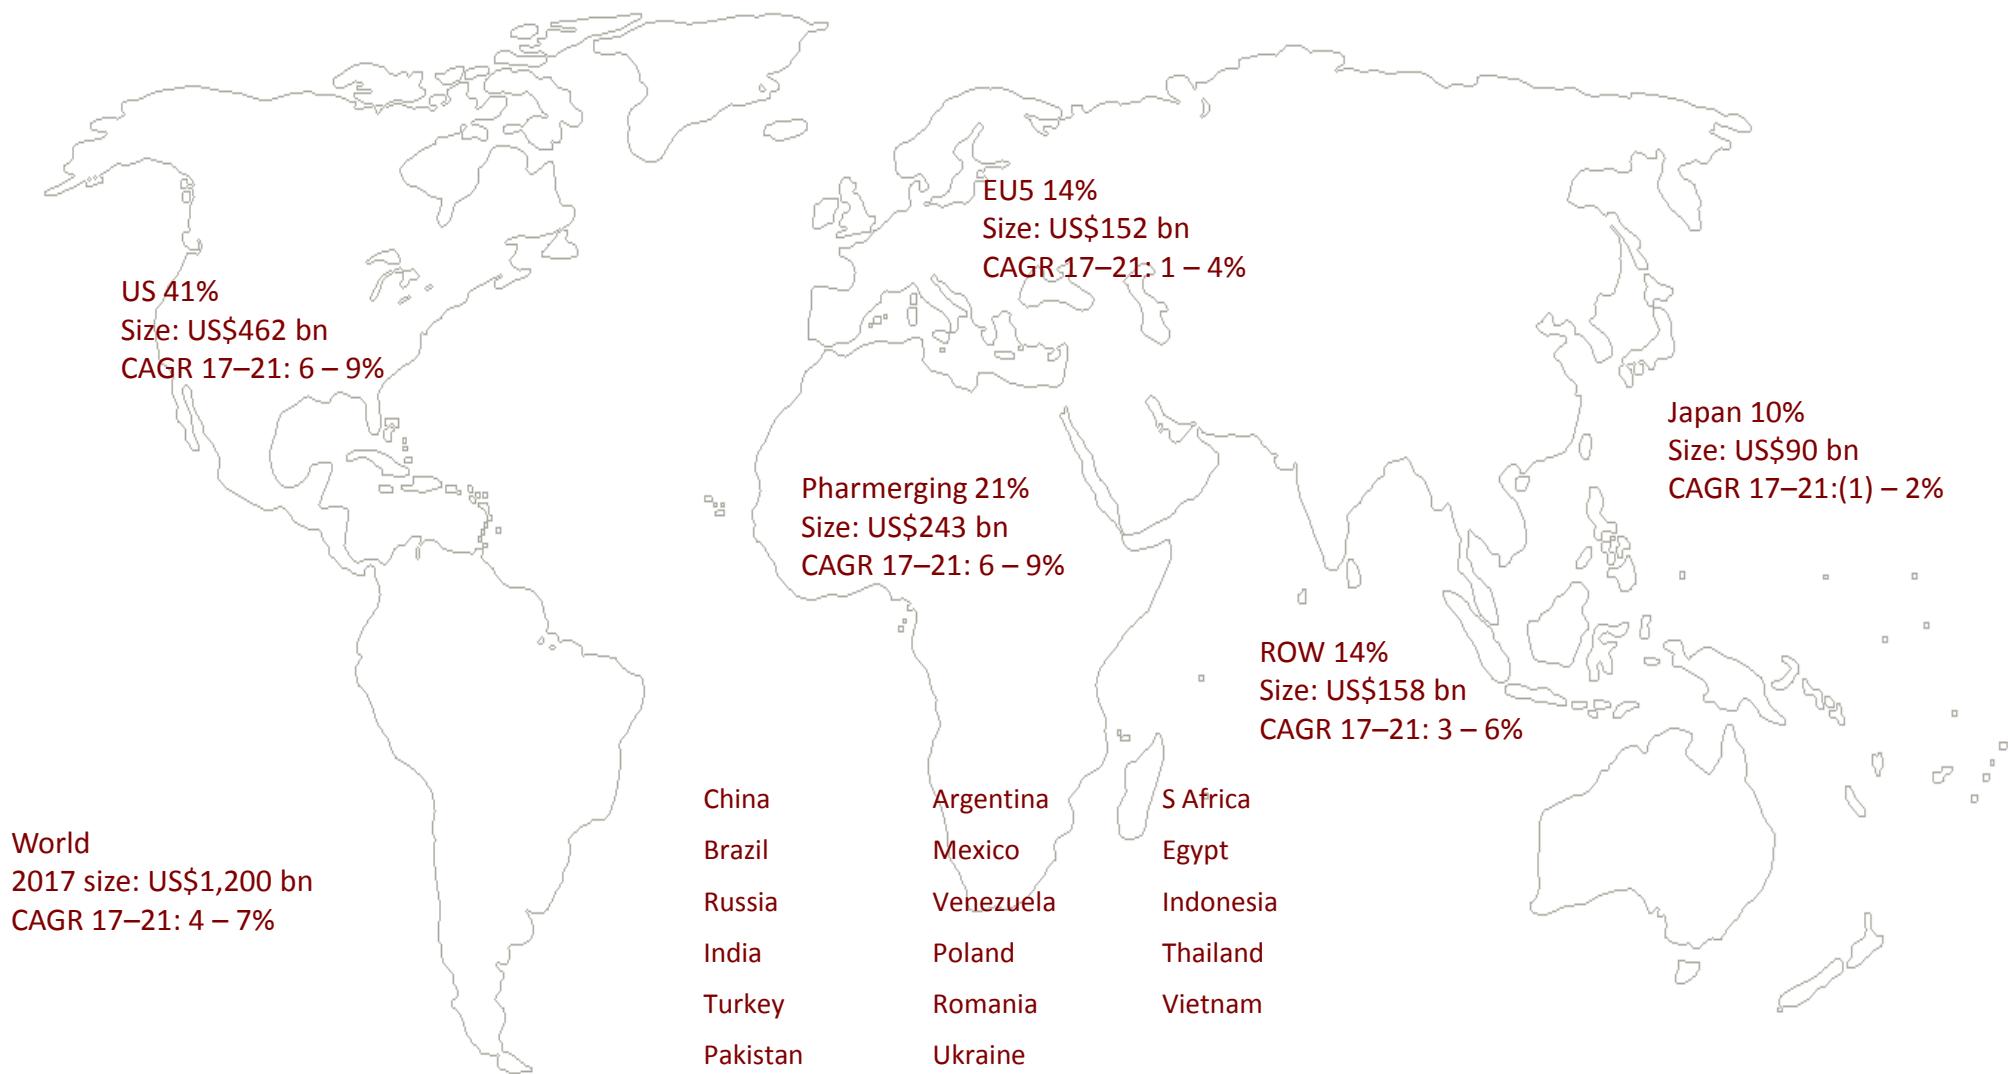 EU5 14%
Size: US$152 bn
CAGR 17–21: 1 – 4%
US 41%
Size: US$462 bn
CAGR 17–21: 6 – 9%
Japan 10%
Size: US$90 bn
CAGR 17–21:(1) – 2%
Pharmerging 21%
Size: US$243 bn
CAGR 17–21: 6 – 9%
ROW 14%
Size: US$158 bn
CAGR 17–21: 3 – 6%
World
2017 size: US$1,200 bn
CAGR 17–21: 4 – 7%
China Argentina S Africa
Brazil Mexico Egypt
Russia Venezuela Indonesia
India Poland Thailand
Turkey Romania Vietnam
Pakistan Ukraine